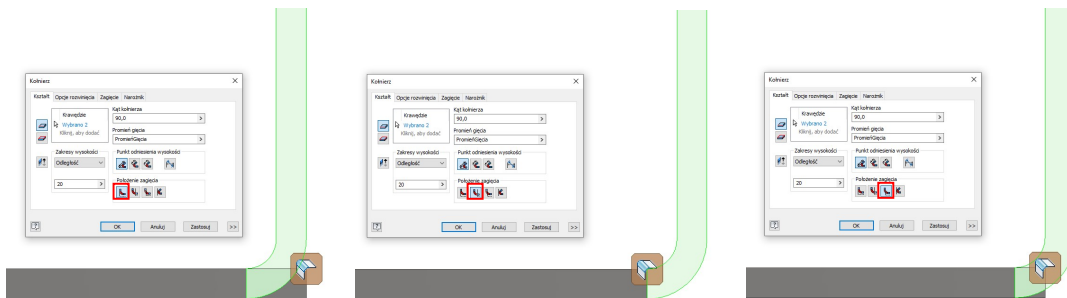 Kołnierz
Kształt Opcje rozwinięcia Zagięcie Narożnik
Krawędzie
Wybrano 2
Kliknij, aby dodać
Kąt kołnierza
90,0 >
Promień gięcia
PromieńGięcia >
Zakresy wysokości
Odległość
20 >
Punkt odniesienia wysokości
Położenie zagięcia
? OK Anuluj Zastosuj >>
Kołnierz
Kształt Opcje rozwinięcia Zagięcie Narożnik
Krawędzie
Wybrano 2
Kliknij, aby dodać
Kąt kołnierza
90,0 >
Promień gięcia
PromieńGięcia >
Zakresy wysokości
Odległość
20 >
Punkt odniesienia wysokości
Położenie zagięcia
? OK Anuluj Zastosuj >>
Kołnierz
Kształt Opcje rozwinięcia Zagięcie Narożnik
Krawędzie
Wybrano 2
Kliknij, aby dodać
Kąt kołnierza
90,0 >
Promień gięcia
PromieńGięcia >
Zakresy wysokości
Odległość
20 >
Punkt odniesienia wysokości
Położenie zagięcia
? OK Anuluj Zastosuj >>